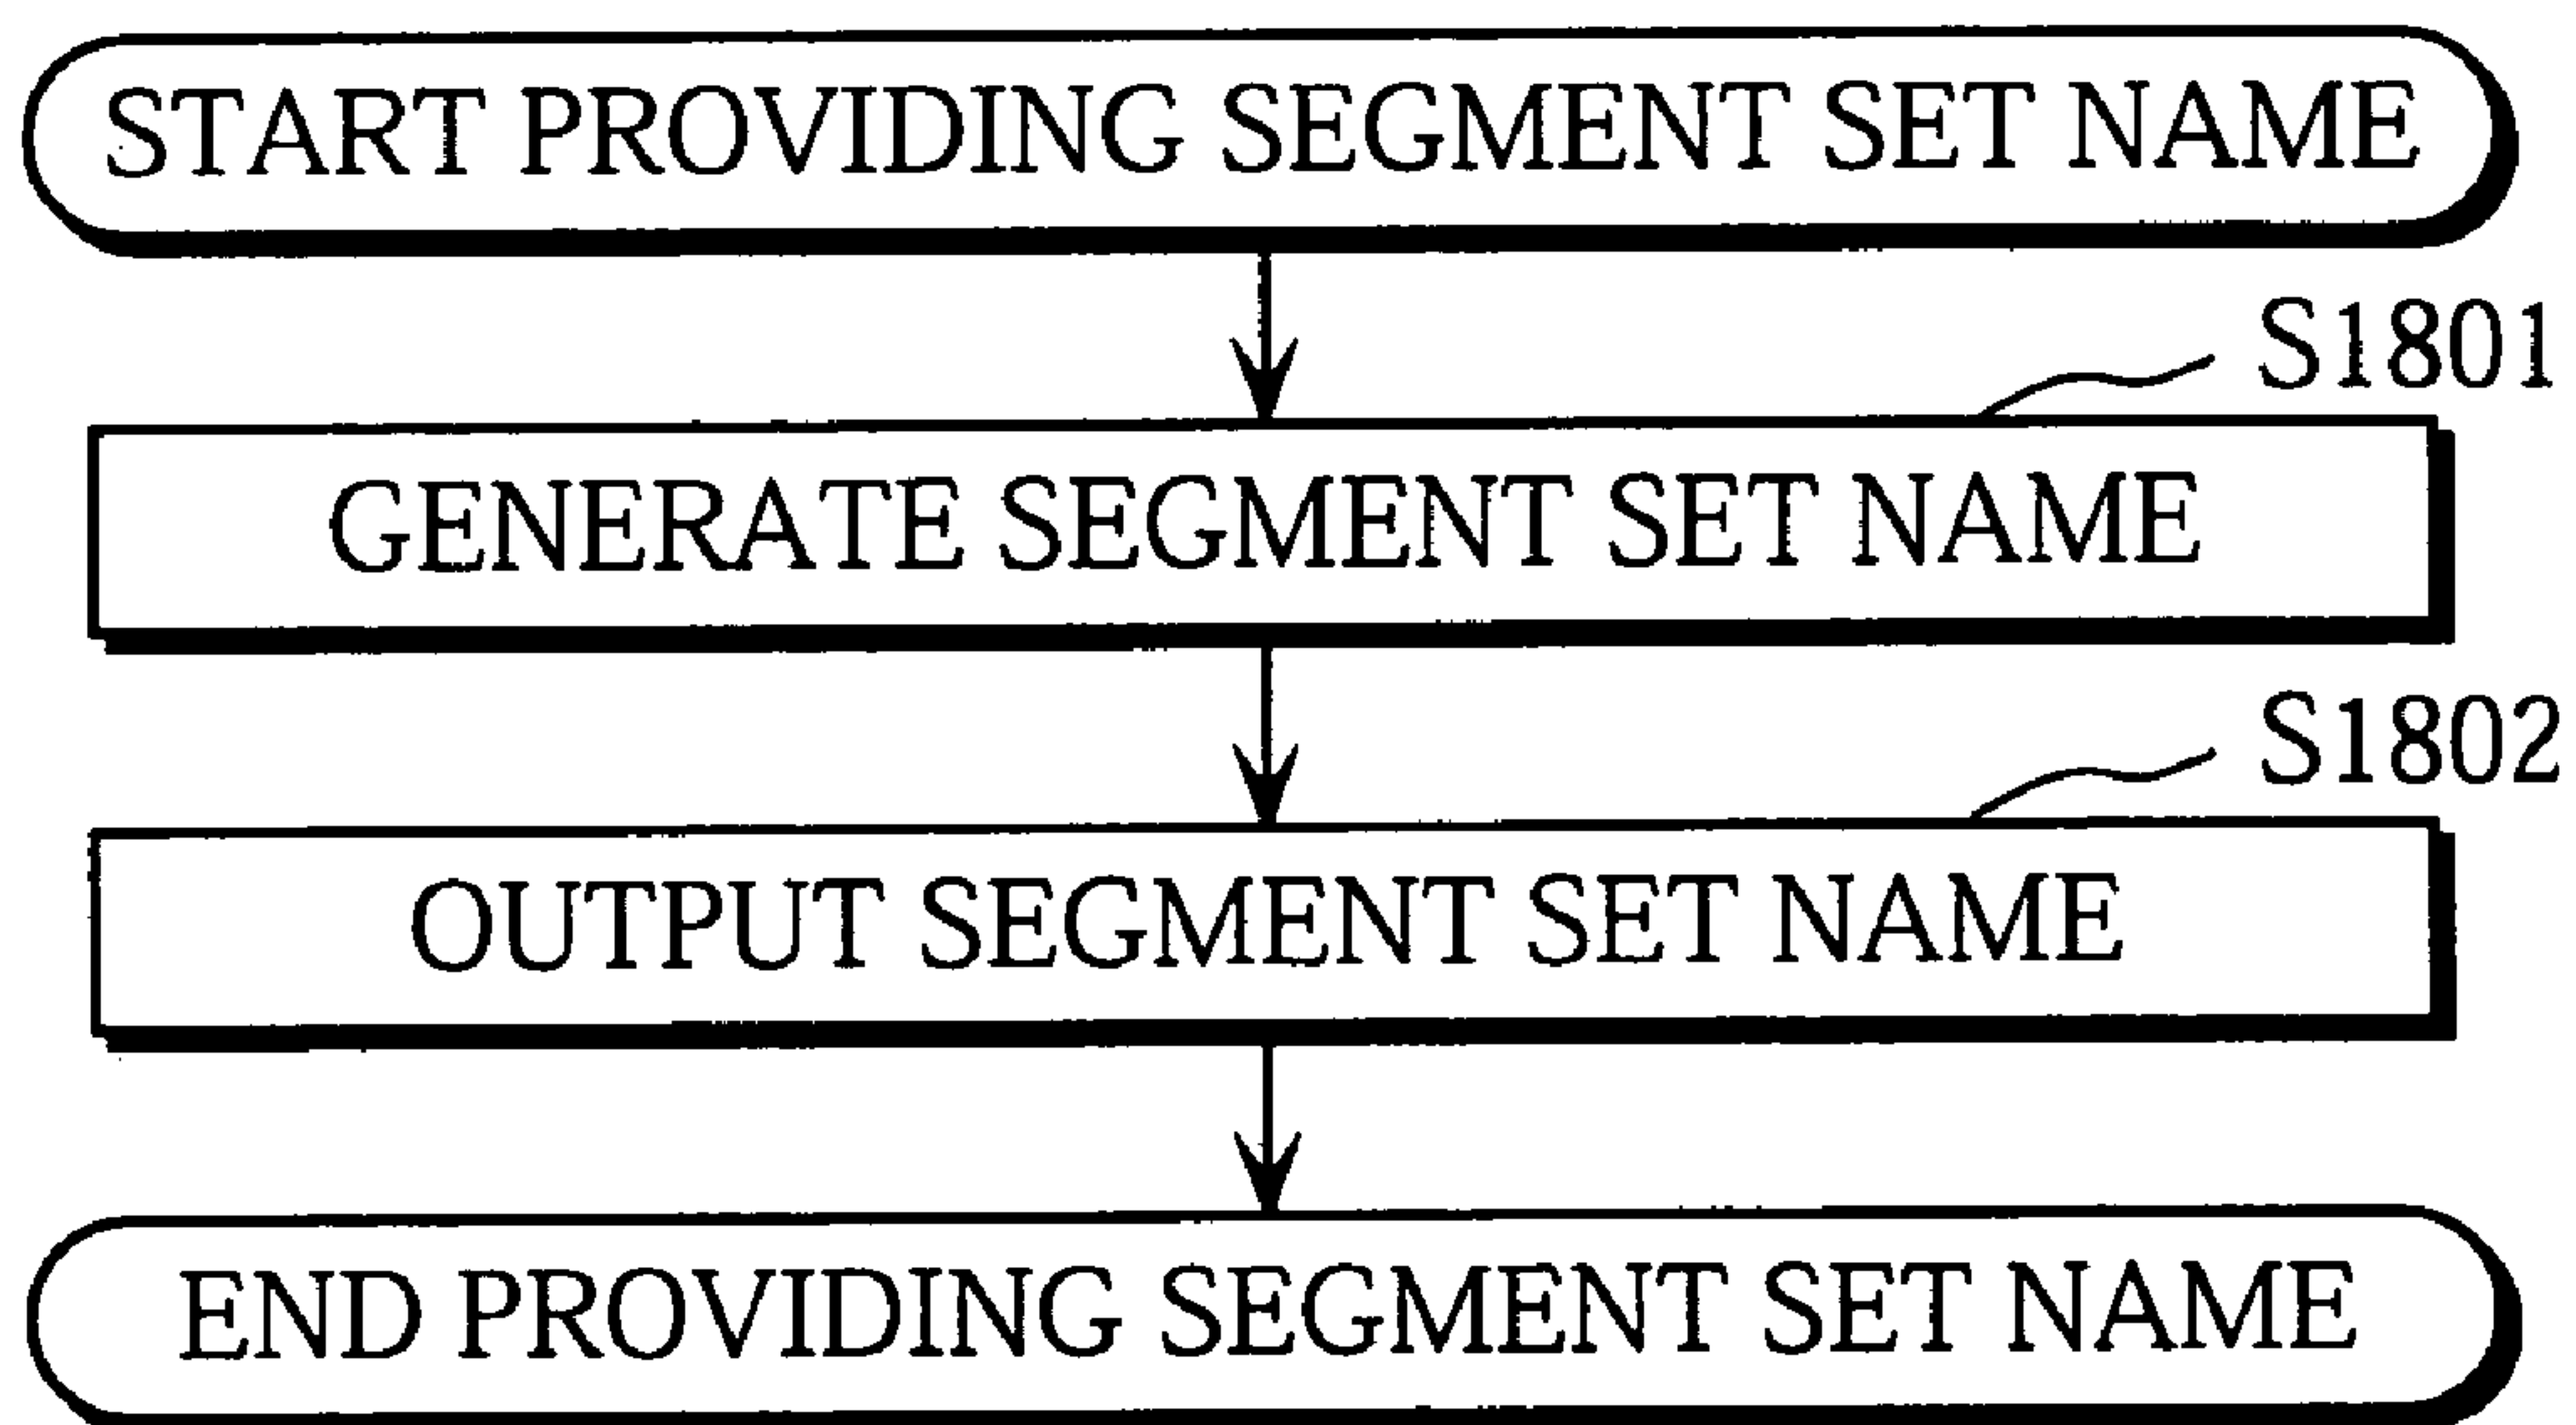 START PROVIDING SEGMENT SET NAME
S1801
GENERATE SEGMENT SET NAME
S1802
OUTPUT SEGMENT SET NAME
END PROVIDING SEGMENT SET NAME